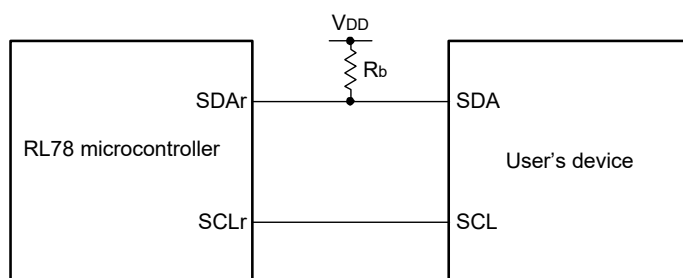 VDD
Rb
SDAr
SDA
RL78 microcontroller
User’s device
SCLr
SCL